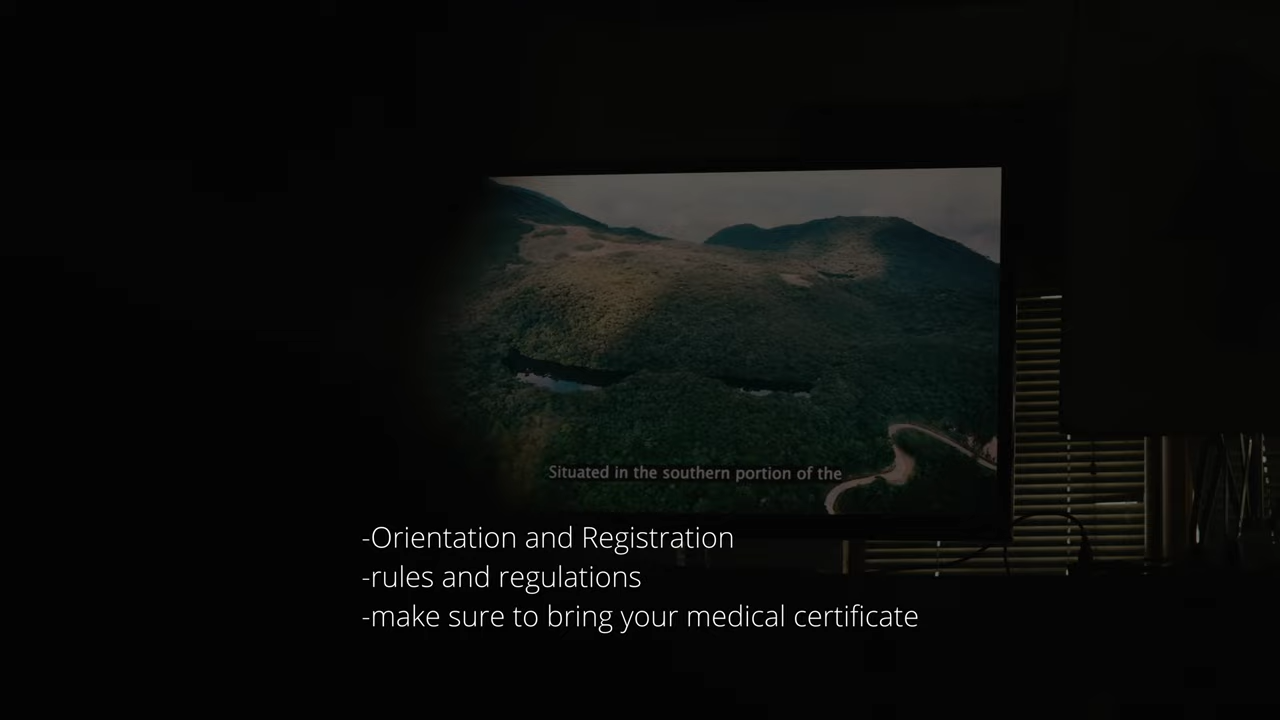 Situated in the southern portion of the
-Orientation and Registration
-rules and regulations
-make sure to bring your medical certificate